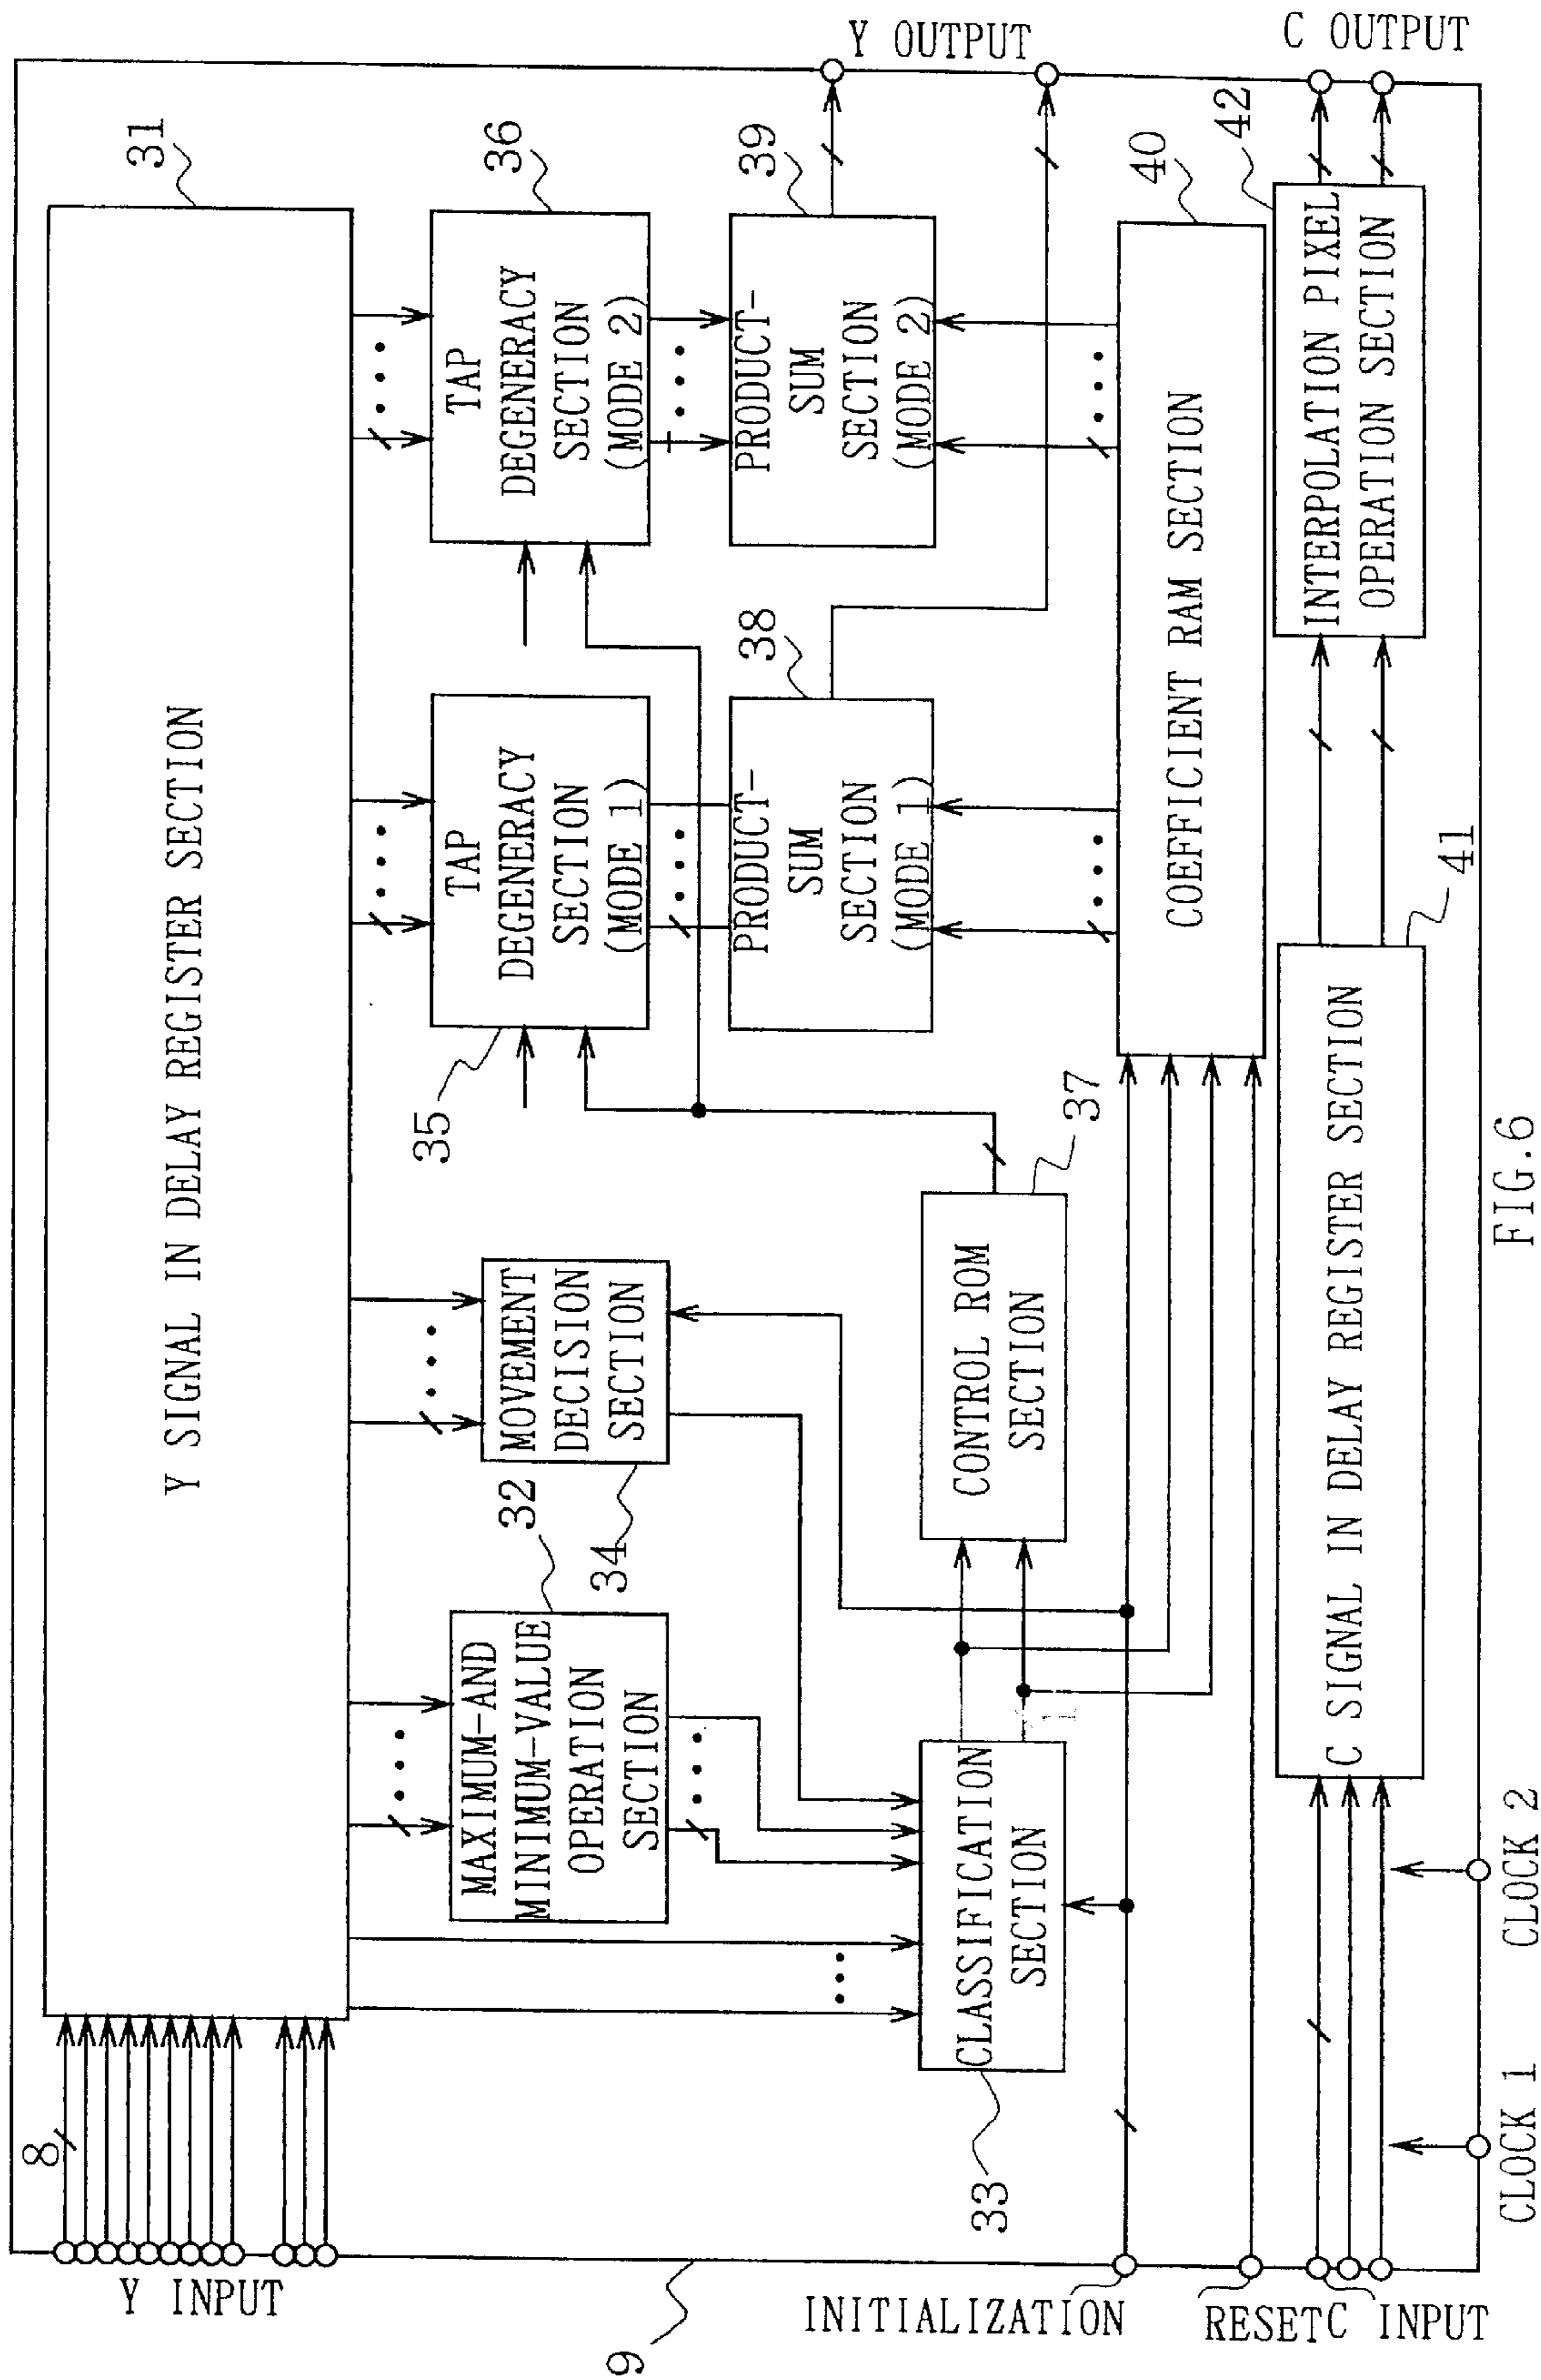 Y SIGNAL IN DELAY REGISTER SECTION
31
8
Y INPUT
MAXIMUM-AND
MINIMUM-VALUE
OPERATION
SECTION
32
MOVEMENT
DECISION
SECTION
34
TAP
DEGENERACY
SECTION
(MODE 1)
35
TAP
DEGENERACY
SECTION
(MODE 2)
36
PRODUCT-
SUM
SECTION
(MODE 1)
38
PRODUCT-
SUM
SECTION
(MODE 2)
39
Y OUTPUT
CLASSIFICATION
SECTION
33
CONTROL ROM
SECTION
37
COEFFICIENT RAM SECTION
40
INITIALIZATION
RESET
C INPUT
C SIGNAL IN DELAY REGISTER SECTION
41
INTERPOLATION PIXEL
OPERATION SECTION
42
C OUTPUT
9
CLOCK 1
CLOCK 2
FIG.6